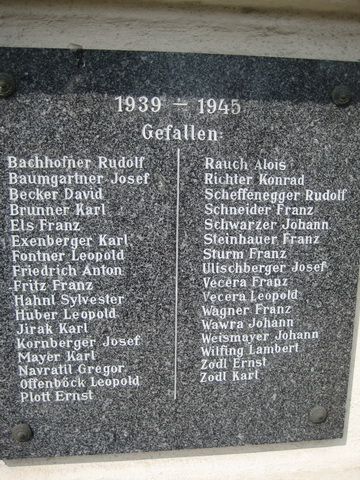 1939 – 1945
Gefallen:
Bachhofner Rudolf
Baumgartner Josef
Becker David
Brunner Karl
Els Franz
Exenberger Karl
Fontner Leopold
Friedrich Anton
Fritz Franz
Hahnl Sylvester
Huber Leopold
Jirak Karl
Kornberger Josef
Mayer Karl
Navratil Gregor
Offenböck Leopold
Plott Ernst
Rauch Alois
Richter Konrad
Scheffenegger Rudolf
Schneider Franz
Schwarzer Johann
Steinhauer Franz
Sturm Franz
Ulischberger Josef
Vecera Franz
Vecera Leopold
Wagner Franz
Wawra Johann
Weismayer Johann
Wilfing Lambert
Zödl Ernst
Zödl Karl